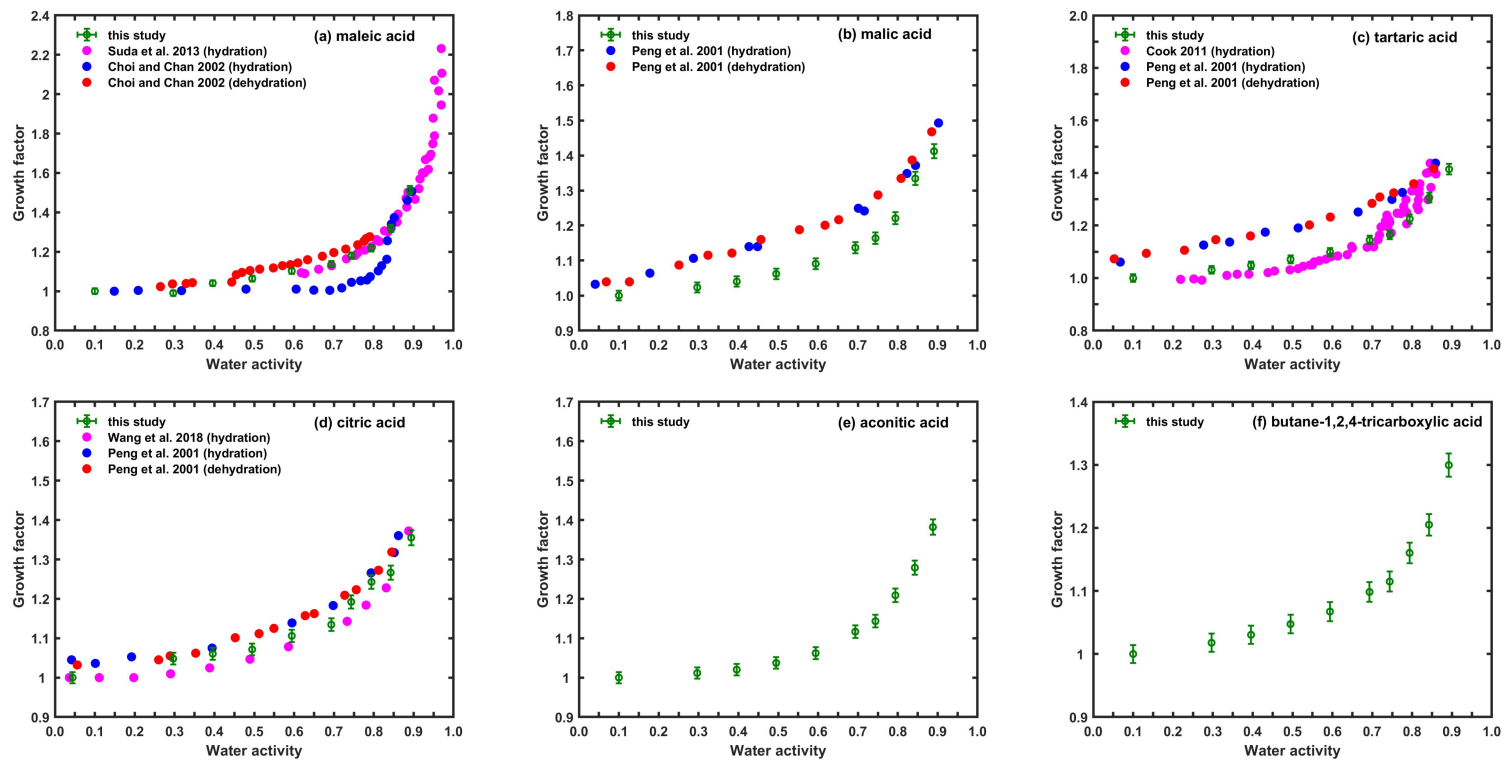 (a) maleic acid
this study
Suda et al. 2013 (hydration)
Choi and Chan 2002 (hydration)
Choi and Chan 2002 (dehydration)
Growth factor
2.4
2.2
2
1.8
1.6
1.4
1.2
1
0.8
0.0 0.1 0.2 0.3 0.4 0.5 0.6 0.7 0.8 0.9 1.0
Water activity
(b) malic acid
this study
Peng et al. 2001 (hydration)
Peng et al. 2001 (dehydration)
Growth factor
1.8
1.7
1.6
1.5
1.4
1.3
1.2
1.1
1.0
0.9
0.0 0.1 0.2 0.3 0.4 0.5 0.6 0.7 0.8 0.9 1.0
Water activity
(c) tartaric acid
this study
Cook 2011 (hydration)
Peng et al. 2001 (hydration)
Peng et al. 2001 (dehydration)
Growth factor
2.0
1.8
1.6
1.4
1.2
1.0
0.8
0.0 0.1 0.2 0.3 0.4 0.5 0.6 0.7 0.8 0.9 1.0
Water activity
(d) citric acid
this study
Wang et al. 2018 (hydration)
Peng et al. 2001 (hydration)
Peng et al. 2001 (dehydration)
Growth factor
1.7
1.6
1.5
1.4
1.3
1.2
1.1
1
0.9
0.0 0.1 0.2 0.3 0.4 0.5 0.6 0.7 0.8 0.9 1.0
Water activity
(e) aconitic acid
this study
Growth factor
1.7
1.6
1.5
1.4
1.3
1.2
1.1
1
0.9
0.0 0.1 0.2 0.3 0.4 0.5 0.6 0.7 0.8 0.9 1.0
Water activity
(f) butane-1,2,4-tricarboxylic acid
this study
Growth factor
1.4
1.3
1.2
1.1
1
0.9
0.0 0.1 0.2 0.3 0.4 0.5 0.6 0.7 0.8 0.9 1.0
Water activity